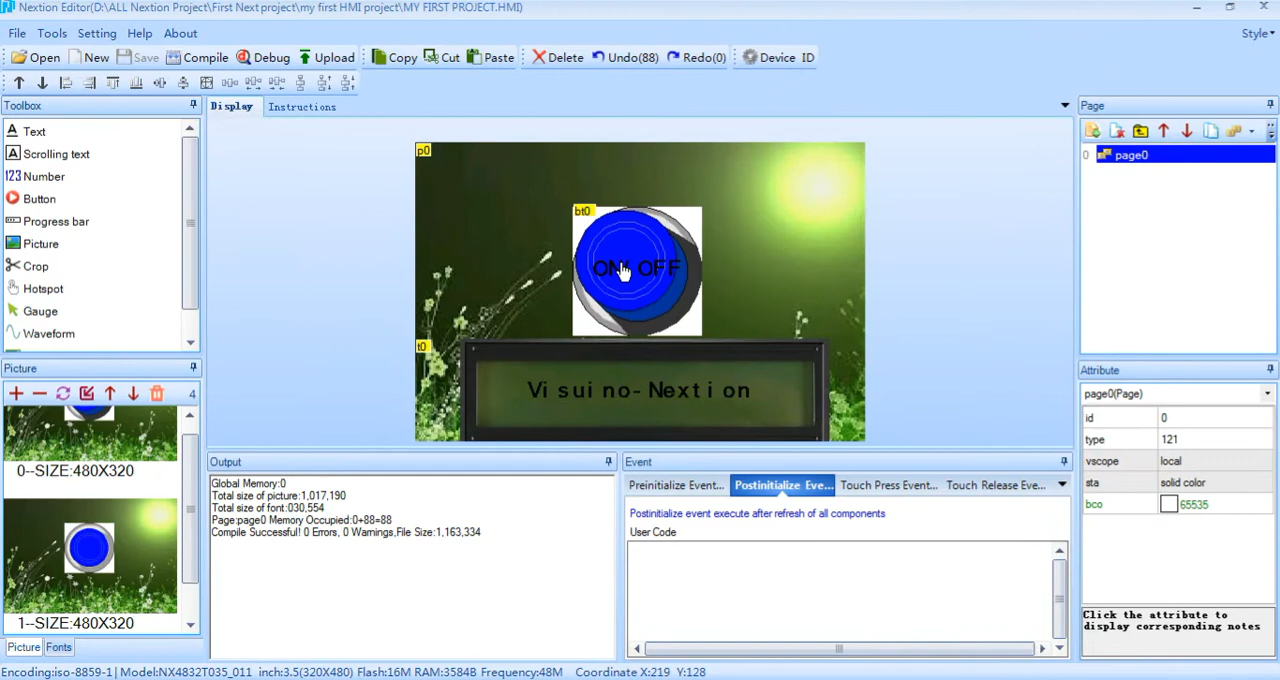 Nextion Editor(D:\ALL Nextion Project\First Next project\my first HMI project\MY FIRST PROJECT.HMI)
File Tools Setting Help About Style
Open New Save Compile Debug Upload Copy Cut Paste Delete Undo(88) Redo(0) Device ID
Toolbox
Text
Scrolling text
123 Number
Button
Progress bar
Picture
Crop
Hotspot
Gauge
Waveform
Picture
4
0--SIZE:480X320
1--SIZE:480X320
Picture Fonts
Display Instructions
p0
bt0
ON/ OFF
t0
Visuino-Nextion
Output
Global Memory:0
Total size of picture:1,017,190
Total size of font:030,554
Page:page0 Memory Occupied:0+88=88
Compile Successful! 0 Errors, 0 Warnings,File Size:1,163,334
Event
Preinitialize Event... Postinitialize Eve... Touch Press Event... Touch Release Eve...
Postinitialize event execute after refresh of all components
User Code
Page
0 page0
Attribute
page0(Page)
id 0
type 121
vscope local
sta solid color
bco 65535
Click the attribute to
display corresponding notes
Encoding:iso-8859-1 Model:NX4832T035_011 inch:3.5(320X480) Flash:16M RAM:3584B Frequency:48M Coordinate X:219 Y:128